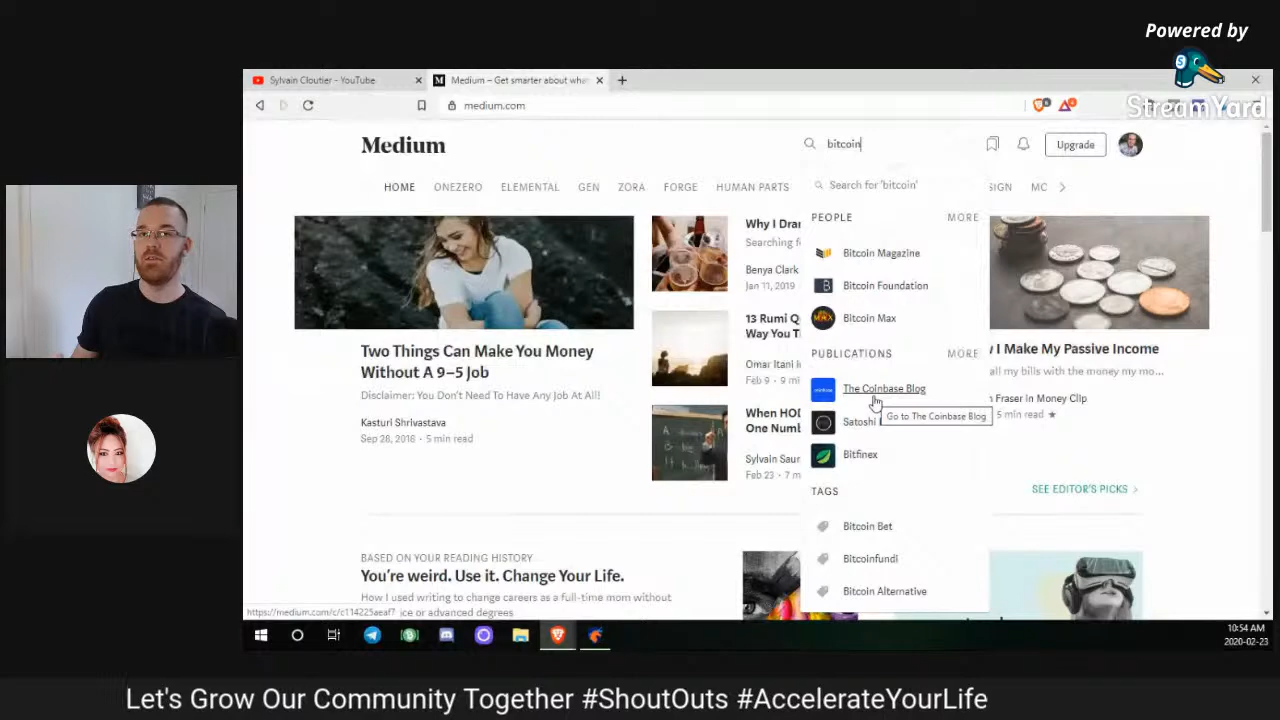 Powered by
StreamYard
Sylvain Cloutier - YouTube
Medium – Get smarter about wha
medium.com
Medium
bitcoin
Upgrade
HOME
ONEZERO
ELEMENTAL
GEN
ZORA
FORGE
HUMAN PARTS
SIGN
MC
Search for 'bitcoin'
PEOPLE
MORE
Bitcoin Magazine
Bitcoin Foundation
Bitcoin Max
PUBLICATIONS
MORE
The Coinbase Blog
Go to The Coinbase Blog
Satoshi
Bitfinex
TAGS
Bitcoin Bet
Bitcoinfundi
Bitcoin Alternative
Two Things Can Make You Money
Without A 9–5 Job
Disclaimer: You Don't Need To Have Any Job At All!
Kasturi Shrivastava
Sep 28, 2018 · 5 min read
Why I Dra
Searching f
Benya Clark
Jan 11, 2019
13 Rumi Q
Way You T
Omar Itani i
Feb 9 · 9 mi
When HOD
One Numb
Sylvain Saur
Feb 23 · 7 m
I Make My Passive Income
all my bills with the money my mo...
n Fraser in Money Clip
5 min read ★
SEE EDITOR'S PICKS
BASED ON YOUR READING HISTORY
You're weird. Use it. Change Your Life.
How I used writing to change careers as a full-time mom without
https://medium.com/c/c114225aeaf7
ice or advanced degrees
10:54 AM
2020-02-23
Let's Grow Our Community Together #ShoutOuts #AccelerateYourLife